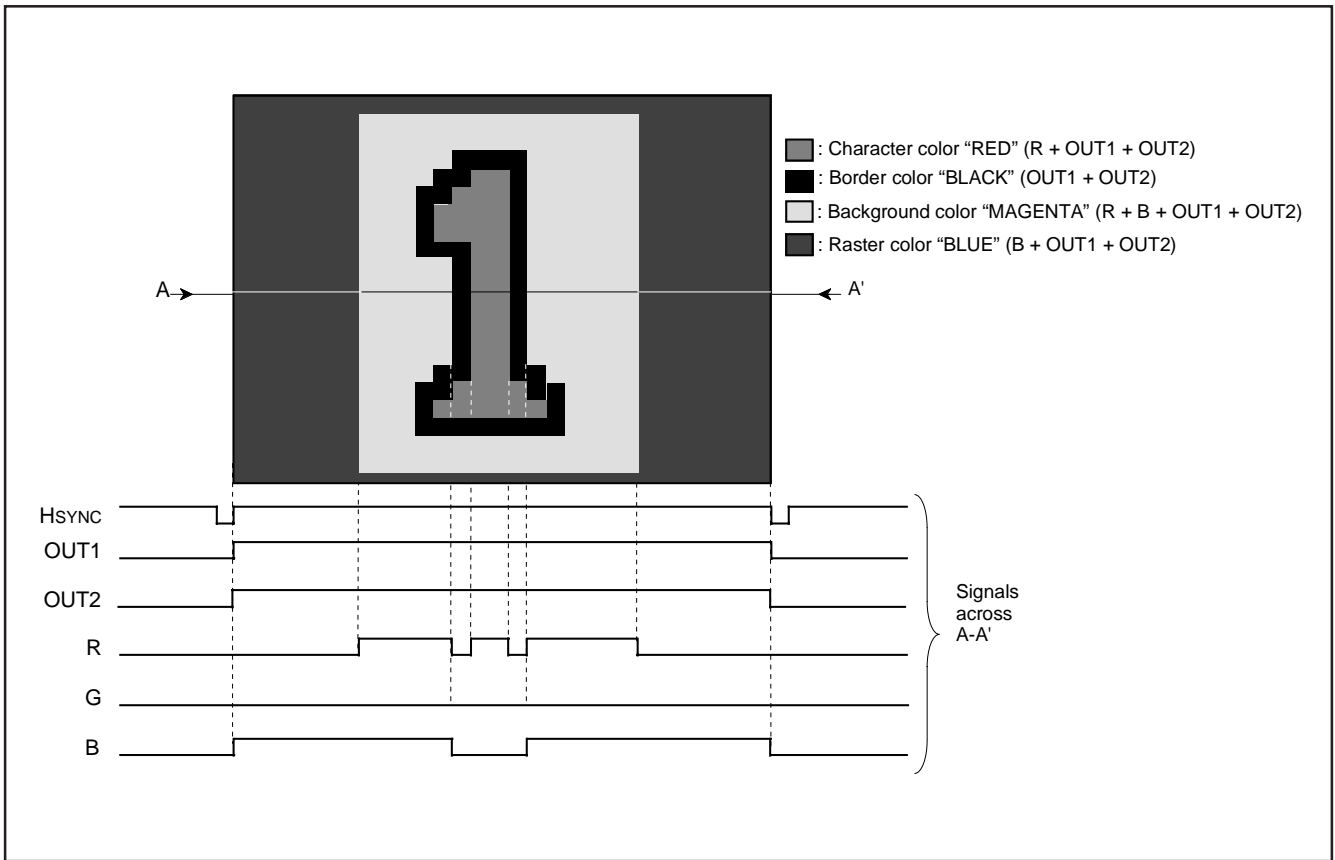 : Character color “RED” (R + OUT1 + OUT2)
: Border color “BLACK” (OUT1 + OUT2)
: Background color “MAGENTA” (R + B + OUT1 + OUT2)
: Raster color “BLUE” (B + OUT1 + OUT2)
A
A'
HSYNC
OUT1
OUT2
R
G
B
Signals
across
A-A'